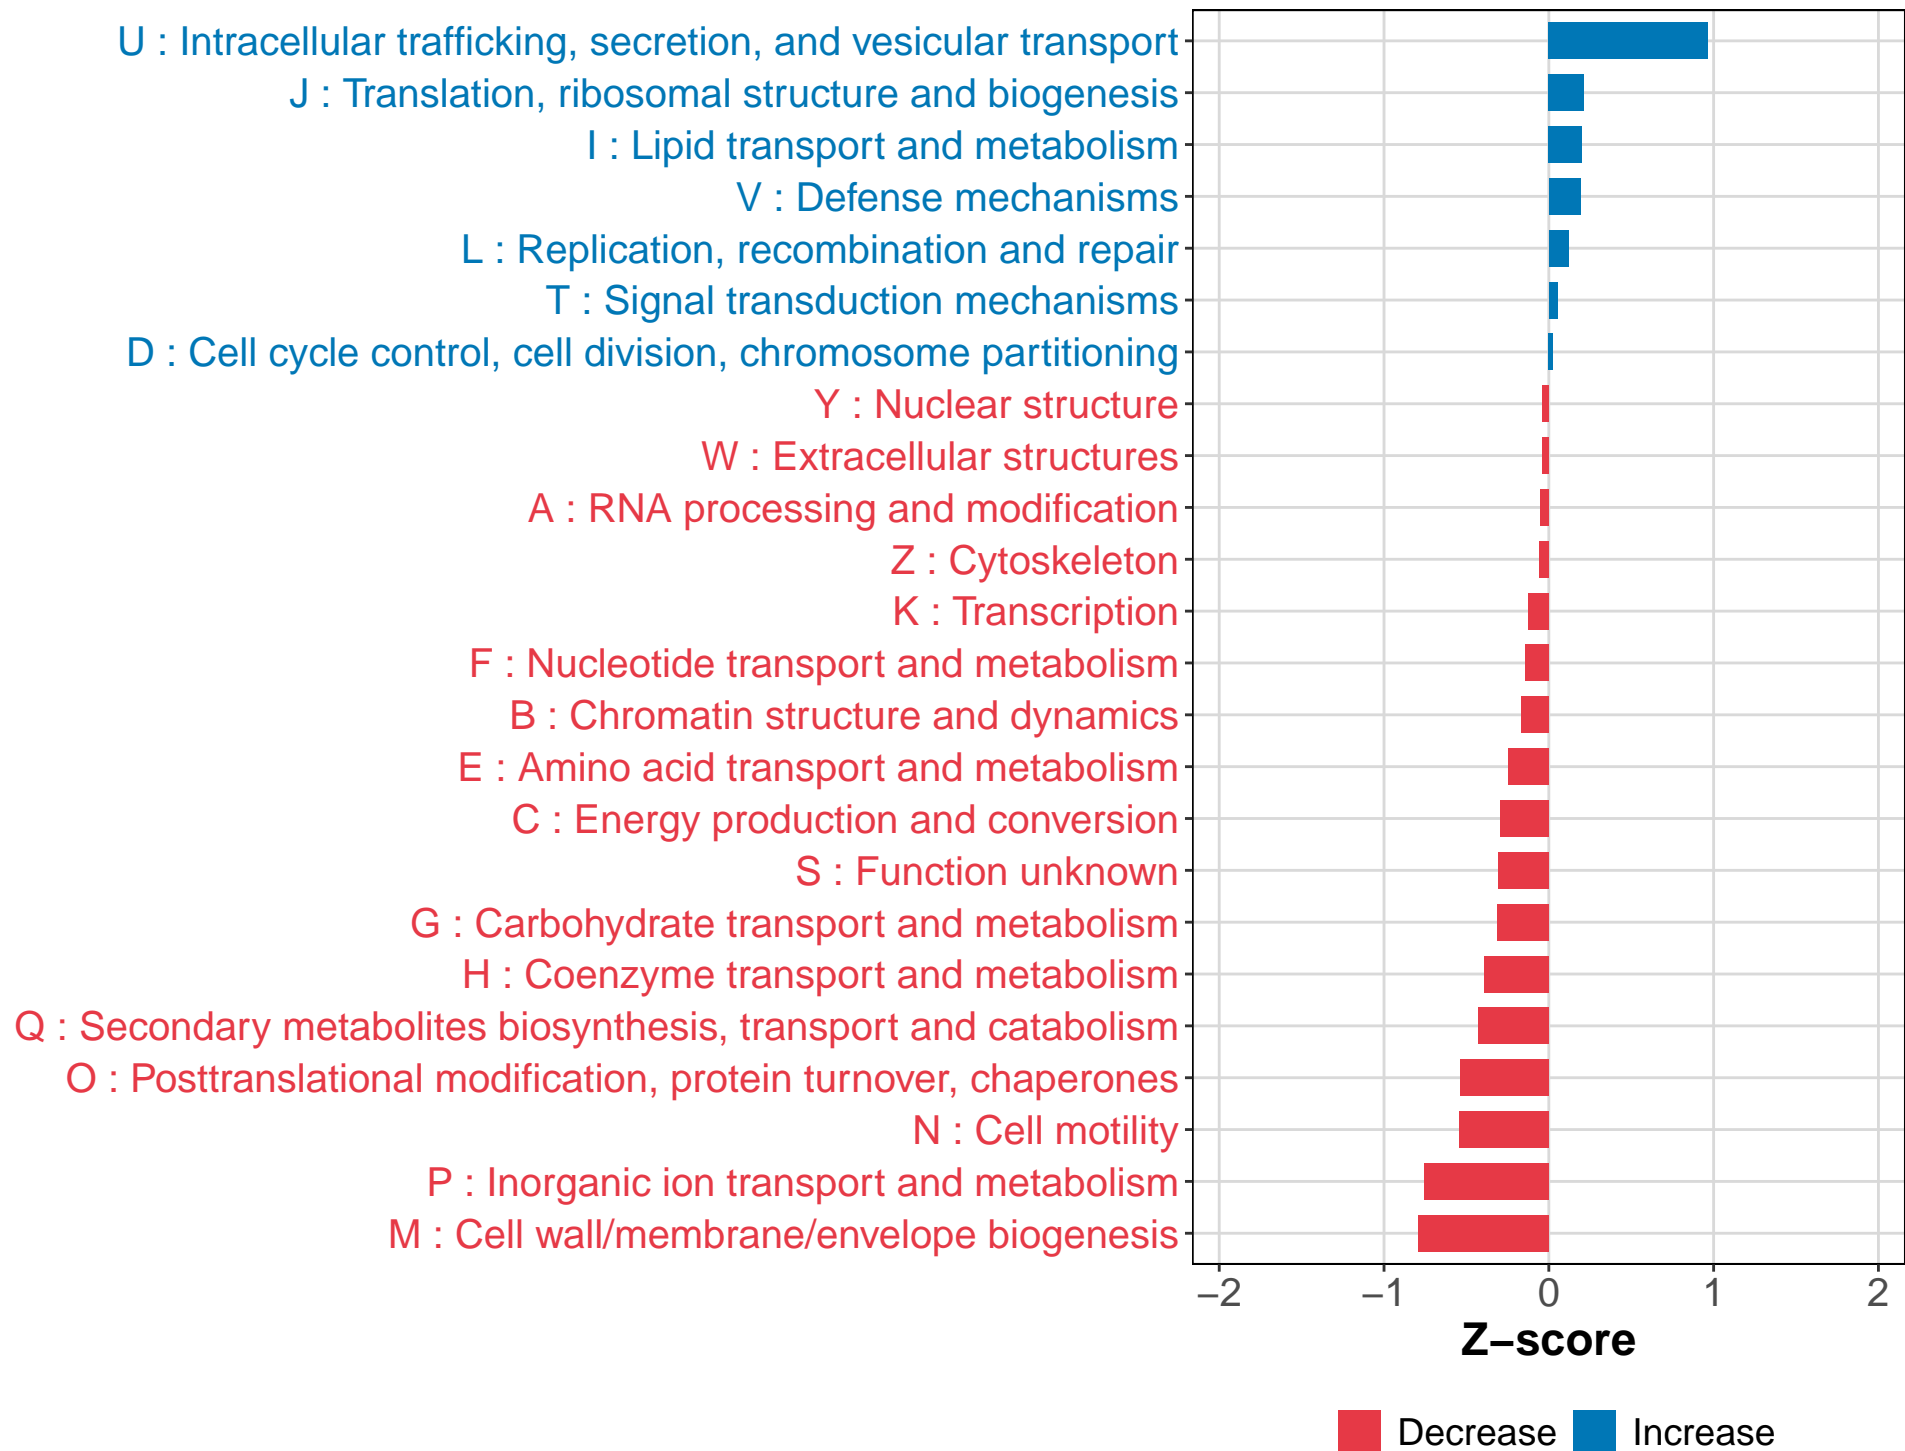 U : Intracellular trafficking, secretion, and vesicular transport
J : Translation, ribosomal structure and biogenesis
I : Lipid transport and metabolism
V : Defense mechanisms
L : Replication, recombination and repair
T : Signal transduction mechanisms
D : Cell cycle control, cell division, chromosome partitioning
Y : Nuclear structure
W : Extracellular structures
A : RNA processing and modification
Z : Cytoskeleton
K : Transcription
F : Nucleotide transport and metabolism
B : Chromatin structure and dynamics
E : Amino acid transport and metabolism
C : Energy production and conversion
S : Function unknown
G : Carbohydrate transport and metabolism
H : Coenzyme transport and metabolism
Q : Secondary metabolites biosynthesis, transport and catabolism
O : Posttranslational modification, protein turnover, chaperones
N : Cell motility
P : Inorganic ion transport and metabolism
M : Cell wall/membrane/envelope biogenesis
−2 −1 0 1 2
Z−score
Decrease Increase